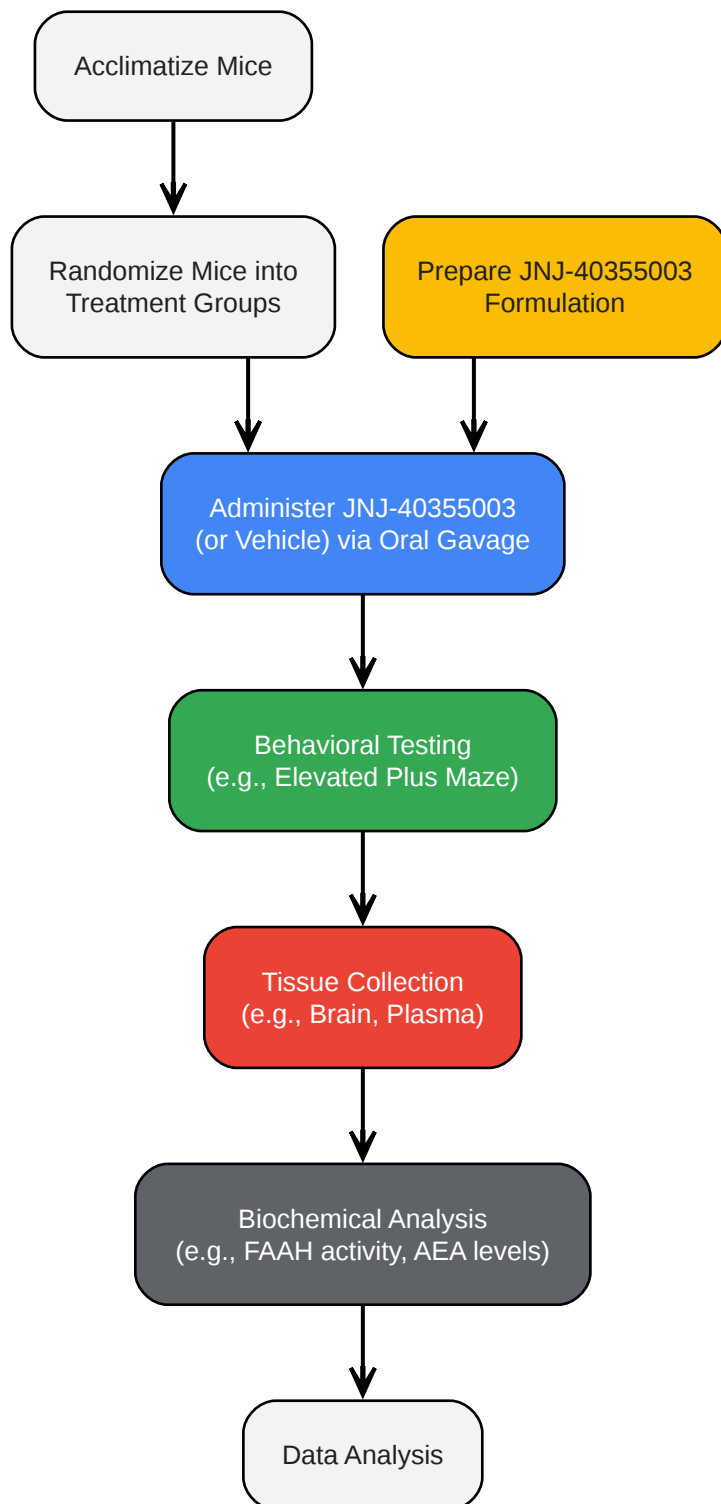 Acclimatize Mice
Randomize Mice into
Treatment Groups
Prepare JNJ-40355003
Formulation
Administer JNJ-40355003
(or Vehicle) via Oral Gavage
Behavioral Testing
(e.g., Elevated Plus Maze)
Tissue Collection
(e.g., Brain, Plasma)
Biochemical Analysis
(e.g., FAAH activity, AEA levels)
Data Analysis